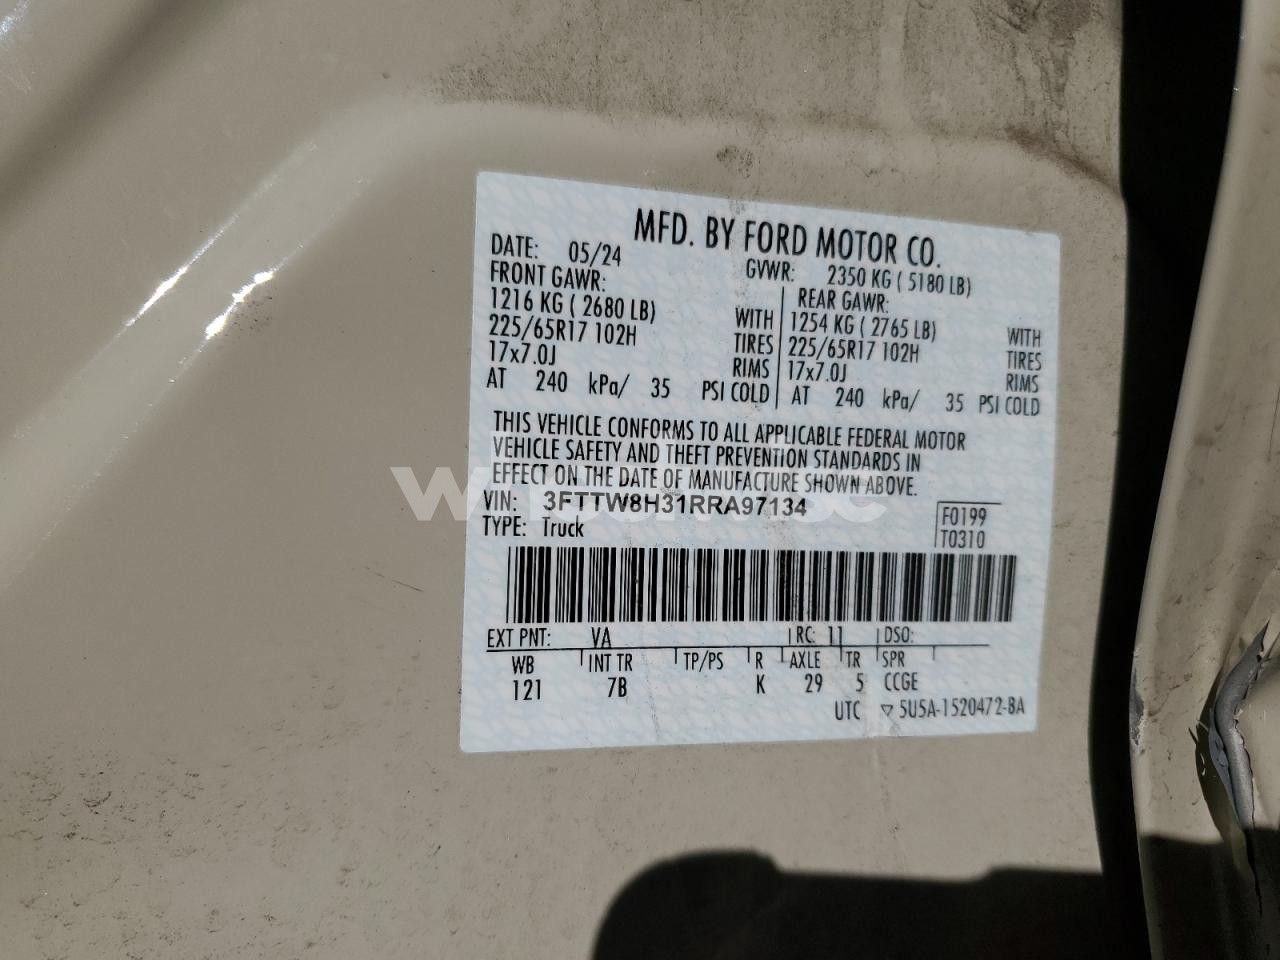 MFD. BY FORD MOTOR CO.
DATE: 05/24 GVWR: 2350 KG ( 5180 LB)
FRONT GAWR: REAR GAWR:
1216 KG ( 2680 LB) WITH 1254 KG ( 2765 LB) WITH
225/65R17 102H TIRES 225/65R17 102H TIRES
17x7.0J RIMS 17x7.0J RIMS
AT 240 kPa/ 35 PSI COLD AT 240 kPa/ 35 PSI COLD
THIS VEHICLE CONFORMS TO ALL APPLICABLE FEDERAL MOTOR
VEHICLE SAFETY AND THEFT PREVENTION STANDARDS IN
EFFECT ON THE DATE OF MANUFACTURE SHOWN ABOVE.
VIN: 3FTTW8H31RRA97134 F0199
TYPE: Truck T0310
EXT PNT: VA RC: 11 DSO:
WB INT TR TP/PS R AXLE TR SPR
121 7B K 29 5 CCGE
UTC ▽ 5U5A-1520472-BA